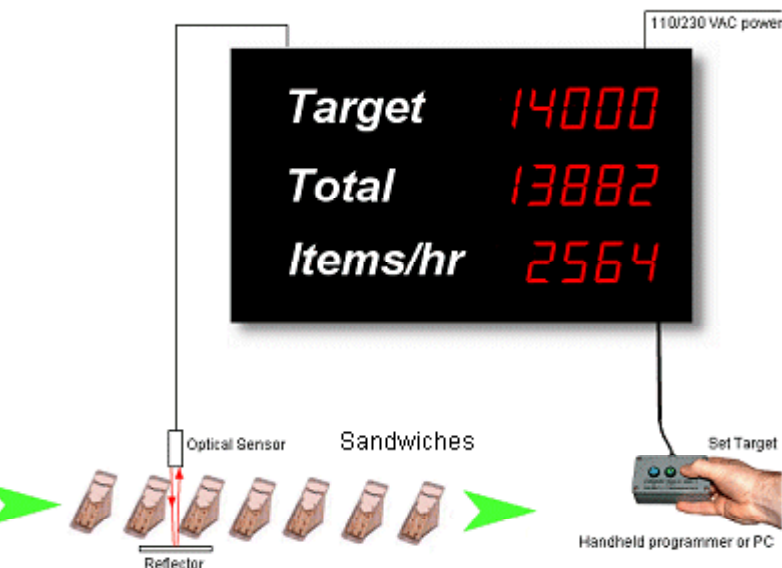 110/230 VAC power
Target 14000
Total 13882
Items/hr 2564
Optical Sensor
Sandwiches
Set Target
Handheld programmer or PC
Reflector